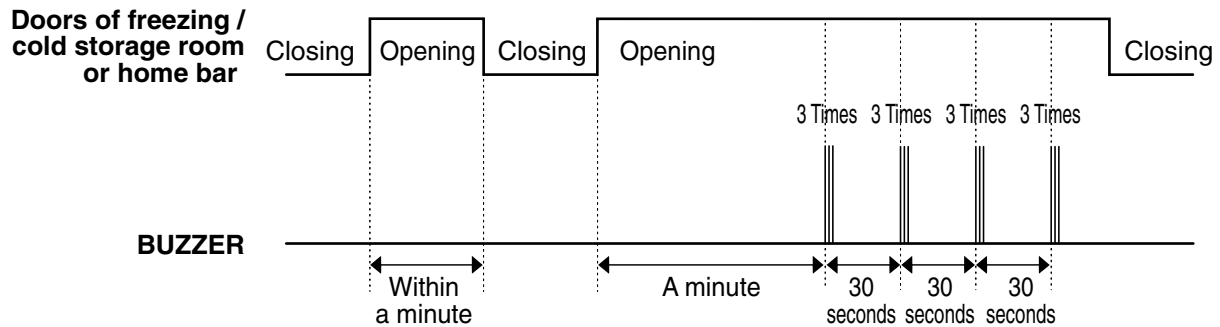 Doors of freezing /
cold storage room
or home bar
Closing Opening Closing Opening Closing
3 Times 3 Times 3 Times 3 Times
BUZZER
Within
a minute
A minute
30
seconds
30
seconds
30
seconds